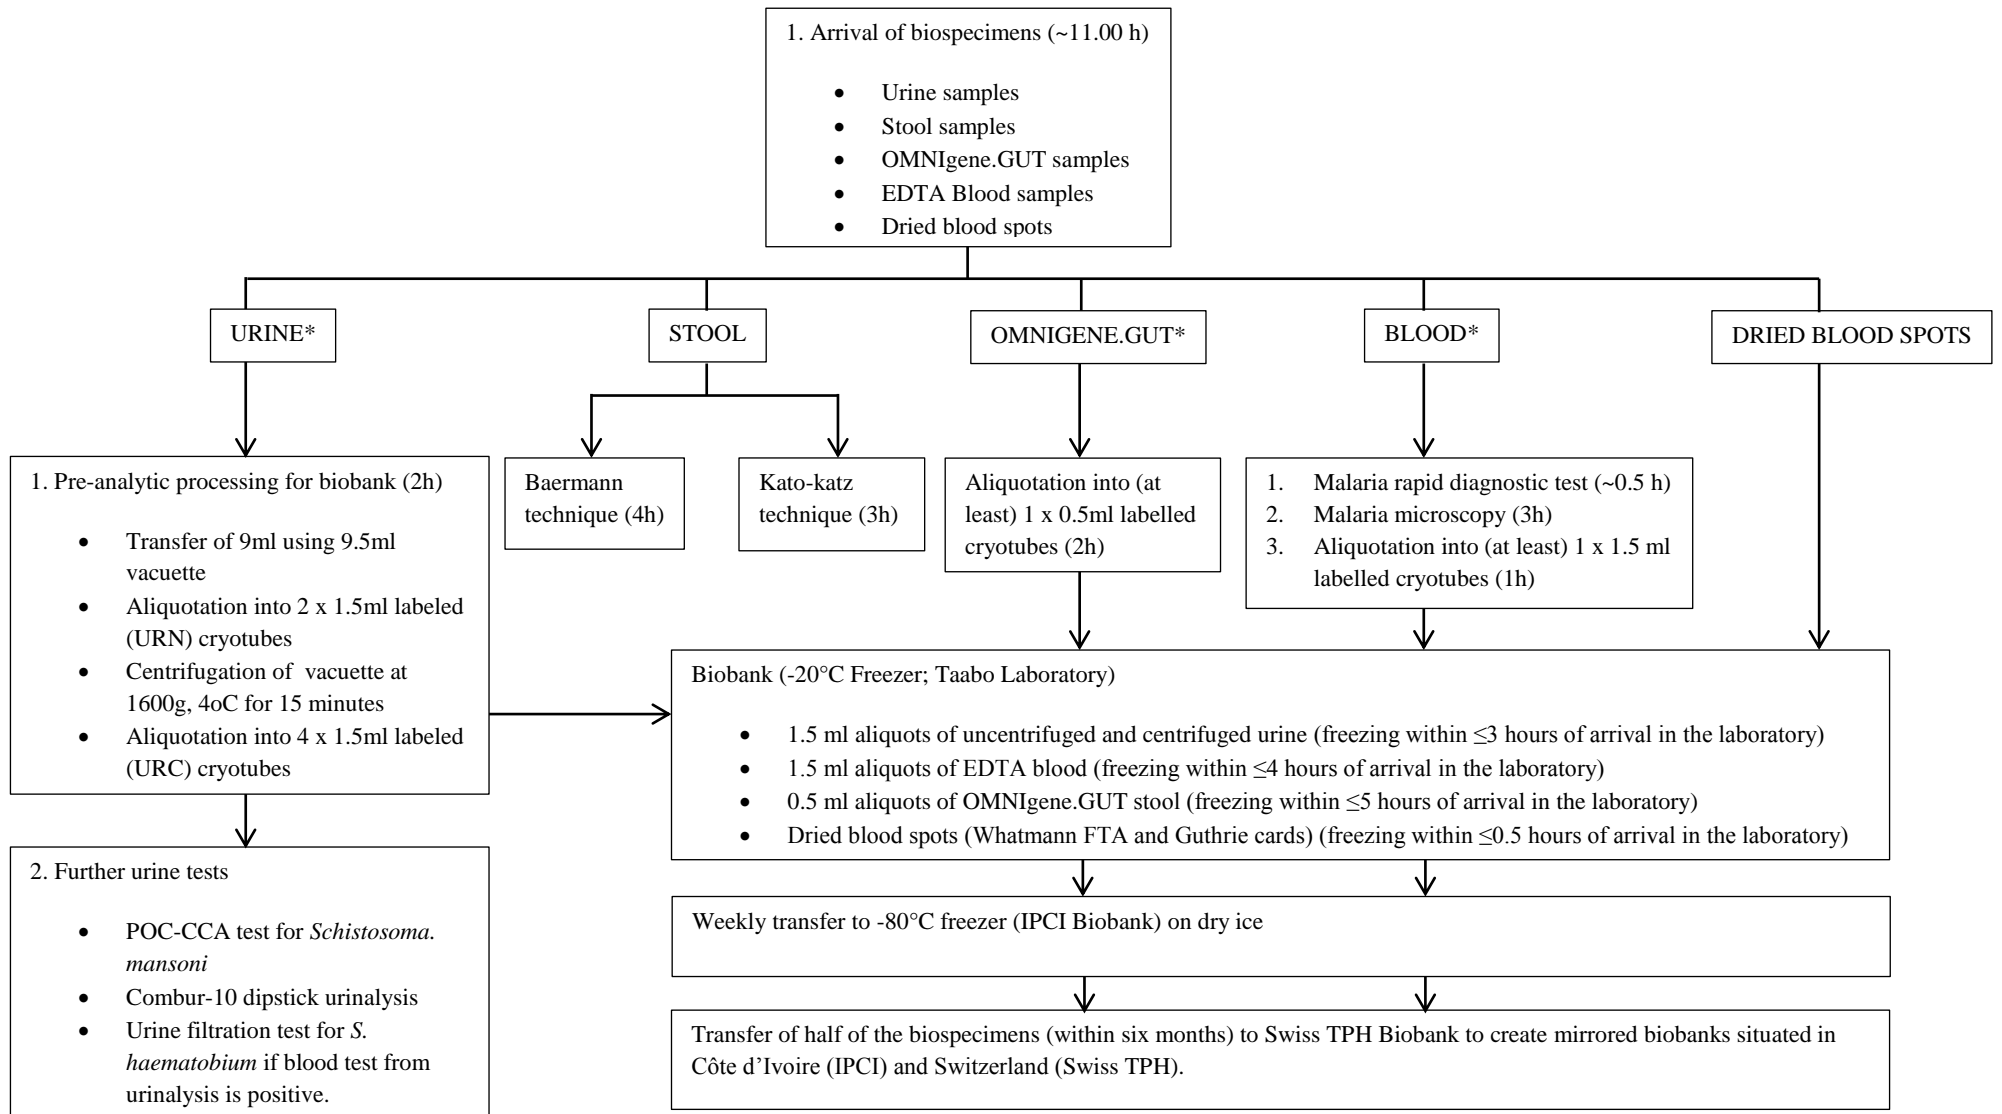 1. Arrival of biospecimens (~11.00 h)
• Urine samples
• Stool samples
• OMNIgene.GUT samples
• EDTA Blood samples
• Dried blood spots
URINE*
STOOL
OMNIGENE.GUT*
BLOOD*
DRIED BLOOD SPOTS
1. Pre-analytic processing for biobank (2h)
• Transfer of 9ml using 9.5ml
vacuette
• Aliquotation into 2 x 1.5ml labeled
(URN) cryotubes
• Centrifugation of vacuette at
1600g, 4oC for 15 minutes
• Aliquotation into 4 x 1.5ml labeled
(URC) cryotubes
Baermann
technique (4h)
Kato-katz
technique (3h)
Aliquotation into (at
least) 1 x 0.5ml labelled
cryotubes (2h)
1. Malaria rapid diagnostic test (~0.5 h)
2. Malaria microscopy (3h)
3. Aliquotation into (at least) 1 x 1.5 ml
labelled cryotubes (1h)
Biobank (-20°C Freezer; Taabo Laboratory)
• 1.5 ml aliquots of uncentrifuged and centrifuged urine (freezing within ≤3 hours of arrival in the laboratory)
• 1.5 ml aliquots of EDTA blood (freezing within ≤4 hours of arrival in the laboratory)
• 0.5 ml aliquots of OMNIgene.GUT stool (freezing within ≤5 hours of arrival in the laboratory)
• Dried blood spots (Whatmann FTA and Guthrie cards) (freezing within ≤0.5 hours of arrival in the laboratory)
2. Further urine tests
• POC-CCA test for Schistosoma.
mansoni
• Combur-10 dipstick urinalysis
• Urine filtration test for S.
haematobium if blood test from
urinalysis is positive.
Weekly transfer to -80°C freezer (IPCI Biobank) on dry ice
Transfer of half of the biospecimens (within six months) to Swiss TPH Biobank to create mirrored biobanks situated in
Côte d’Ivoire (IPCI) and Switzerland (Swiss TPH).